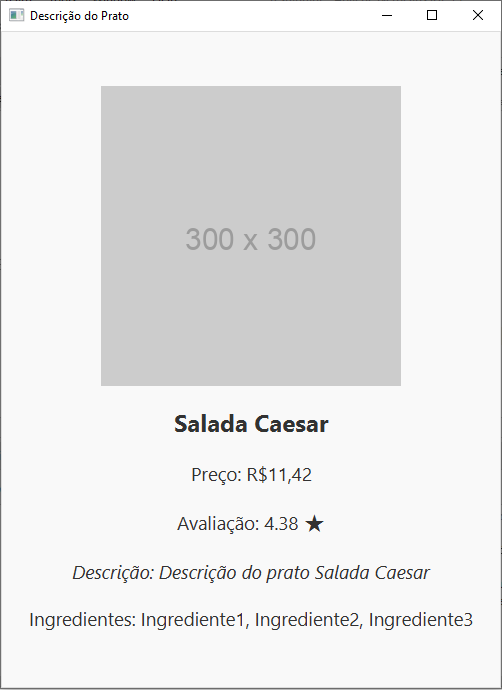 Descrição do Prato
300 x 300
Salada Caesar
Preço: R$11,42
Avaliação: 4.38 ★
Descrição: Descrição do prato Salada Caesar
Ingredientes: Ingrediente1, Ingrediente2, Ingrediente3